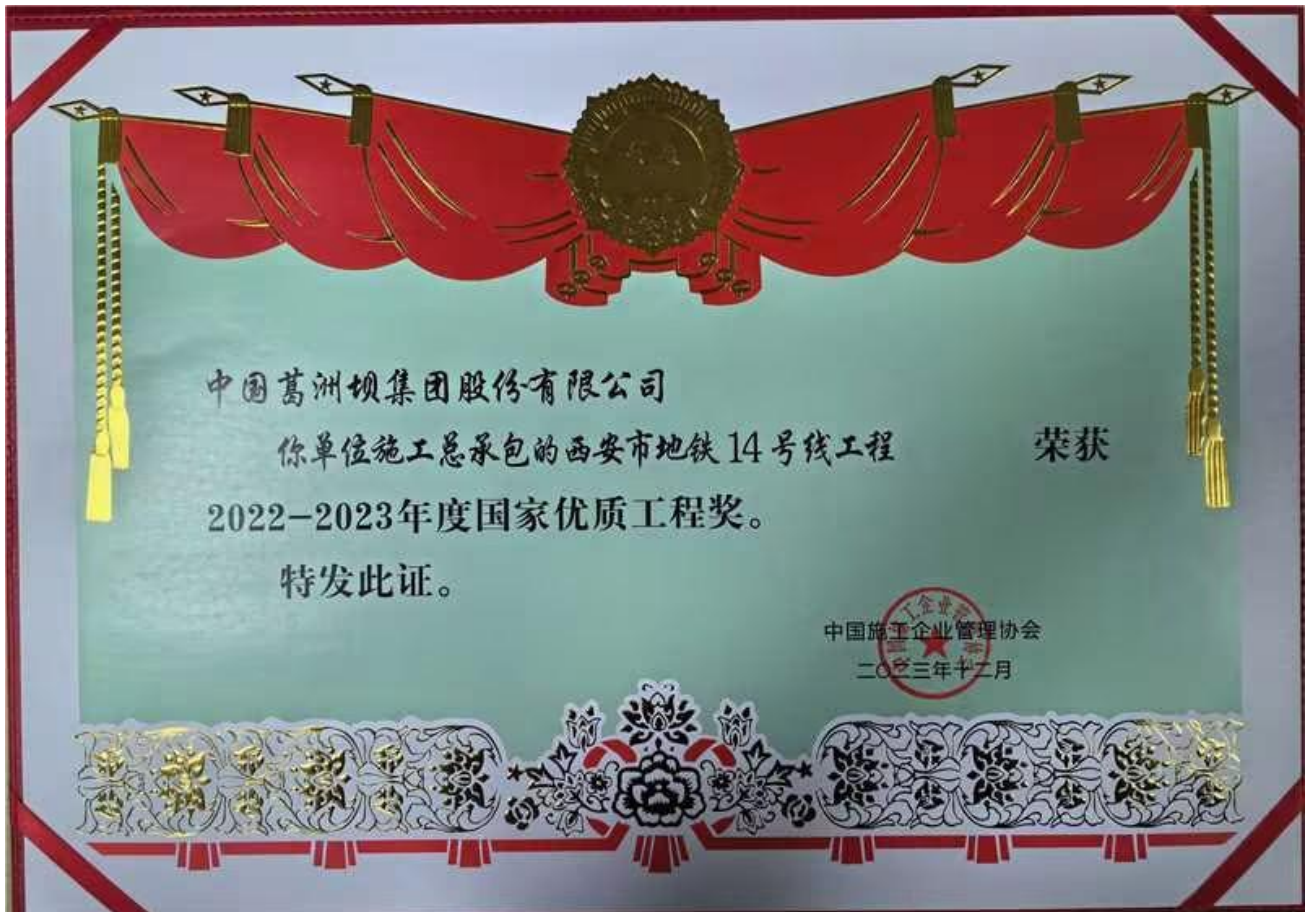 中国葛洲坝集团股份有限公司
你单位施工总承包的西安市地铁14号线工程 荣获
2022-2023年度国家优质工程奖。
特发此证。
中国施工企业管理协会
二〇二三年十二月